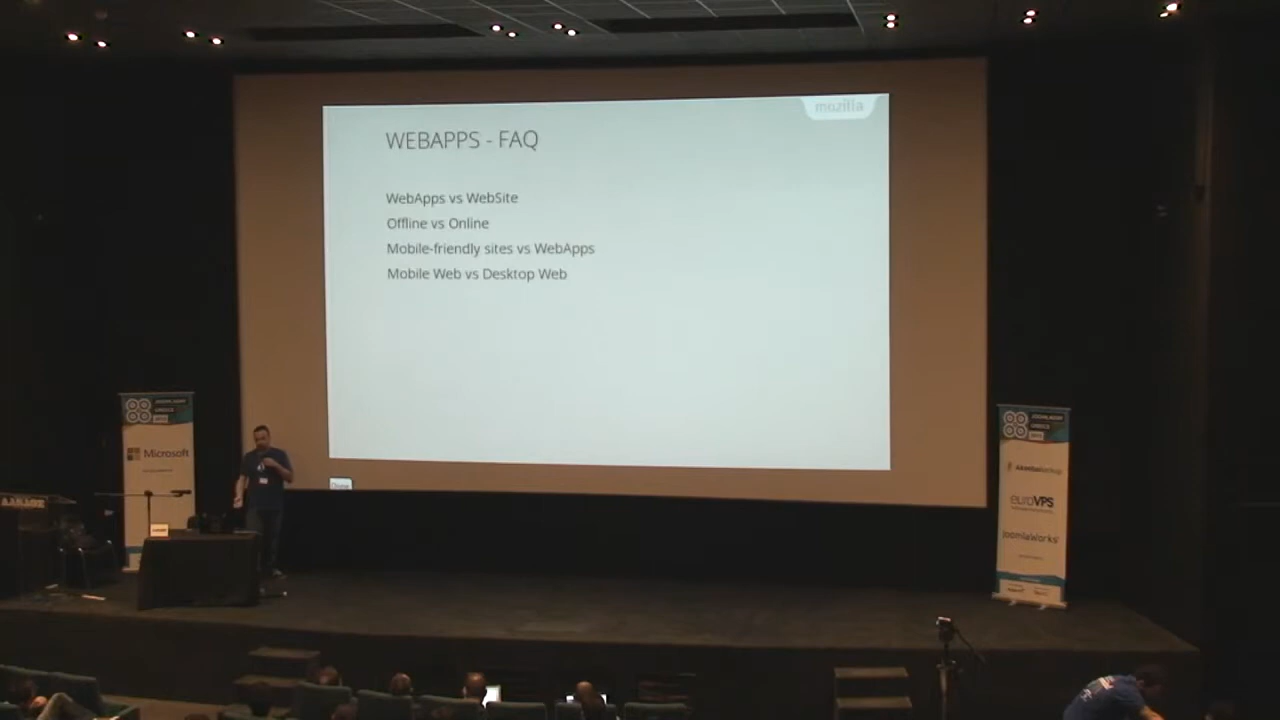 mozilla
WEBAPPS - FAQ
WebApps vs WebSite
Offline vs Online
Mobile-friendly sites vs WebApps
Mobile Web vs Desktop Web
Microsoft
euroVPS
JoomlaWorks